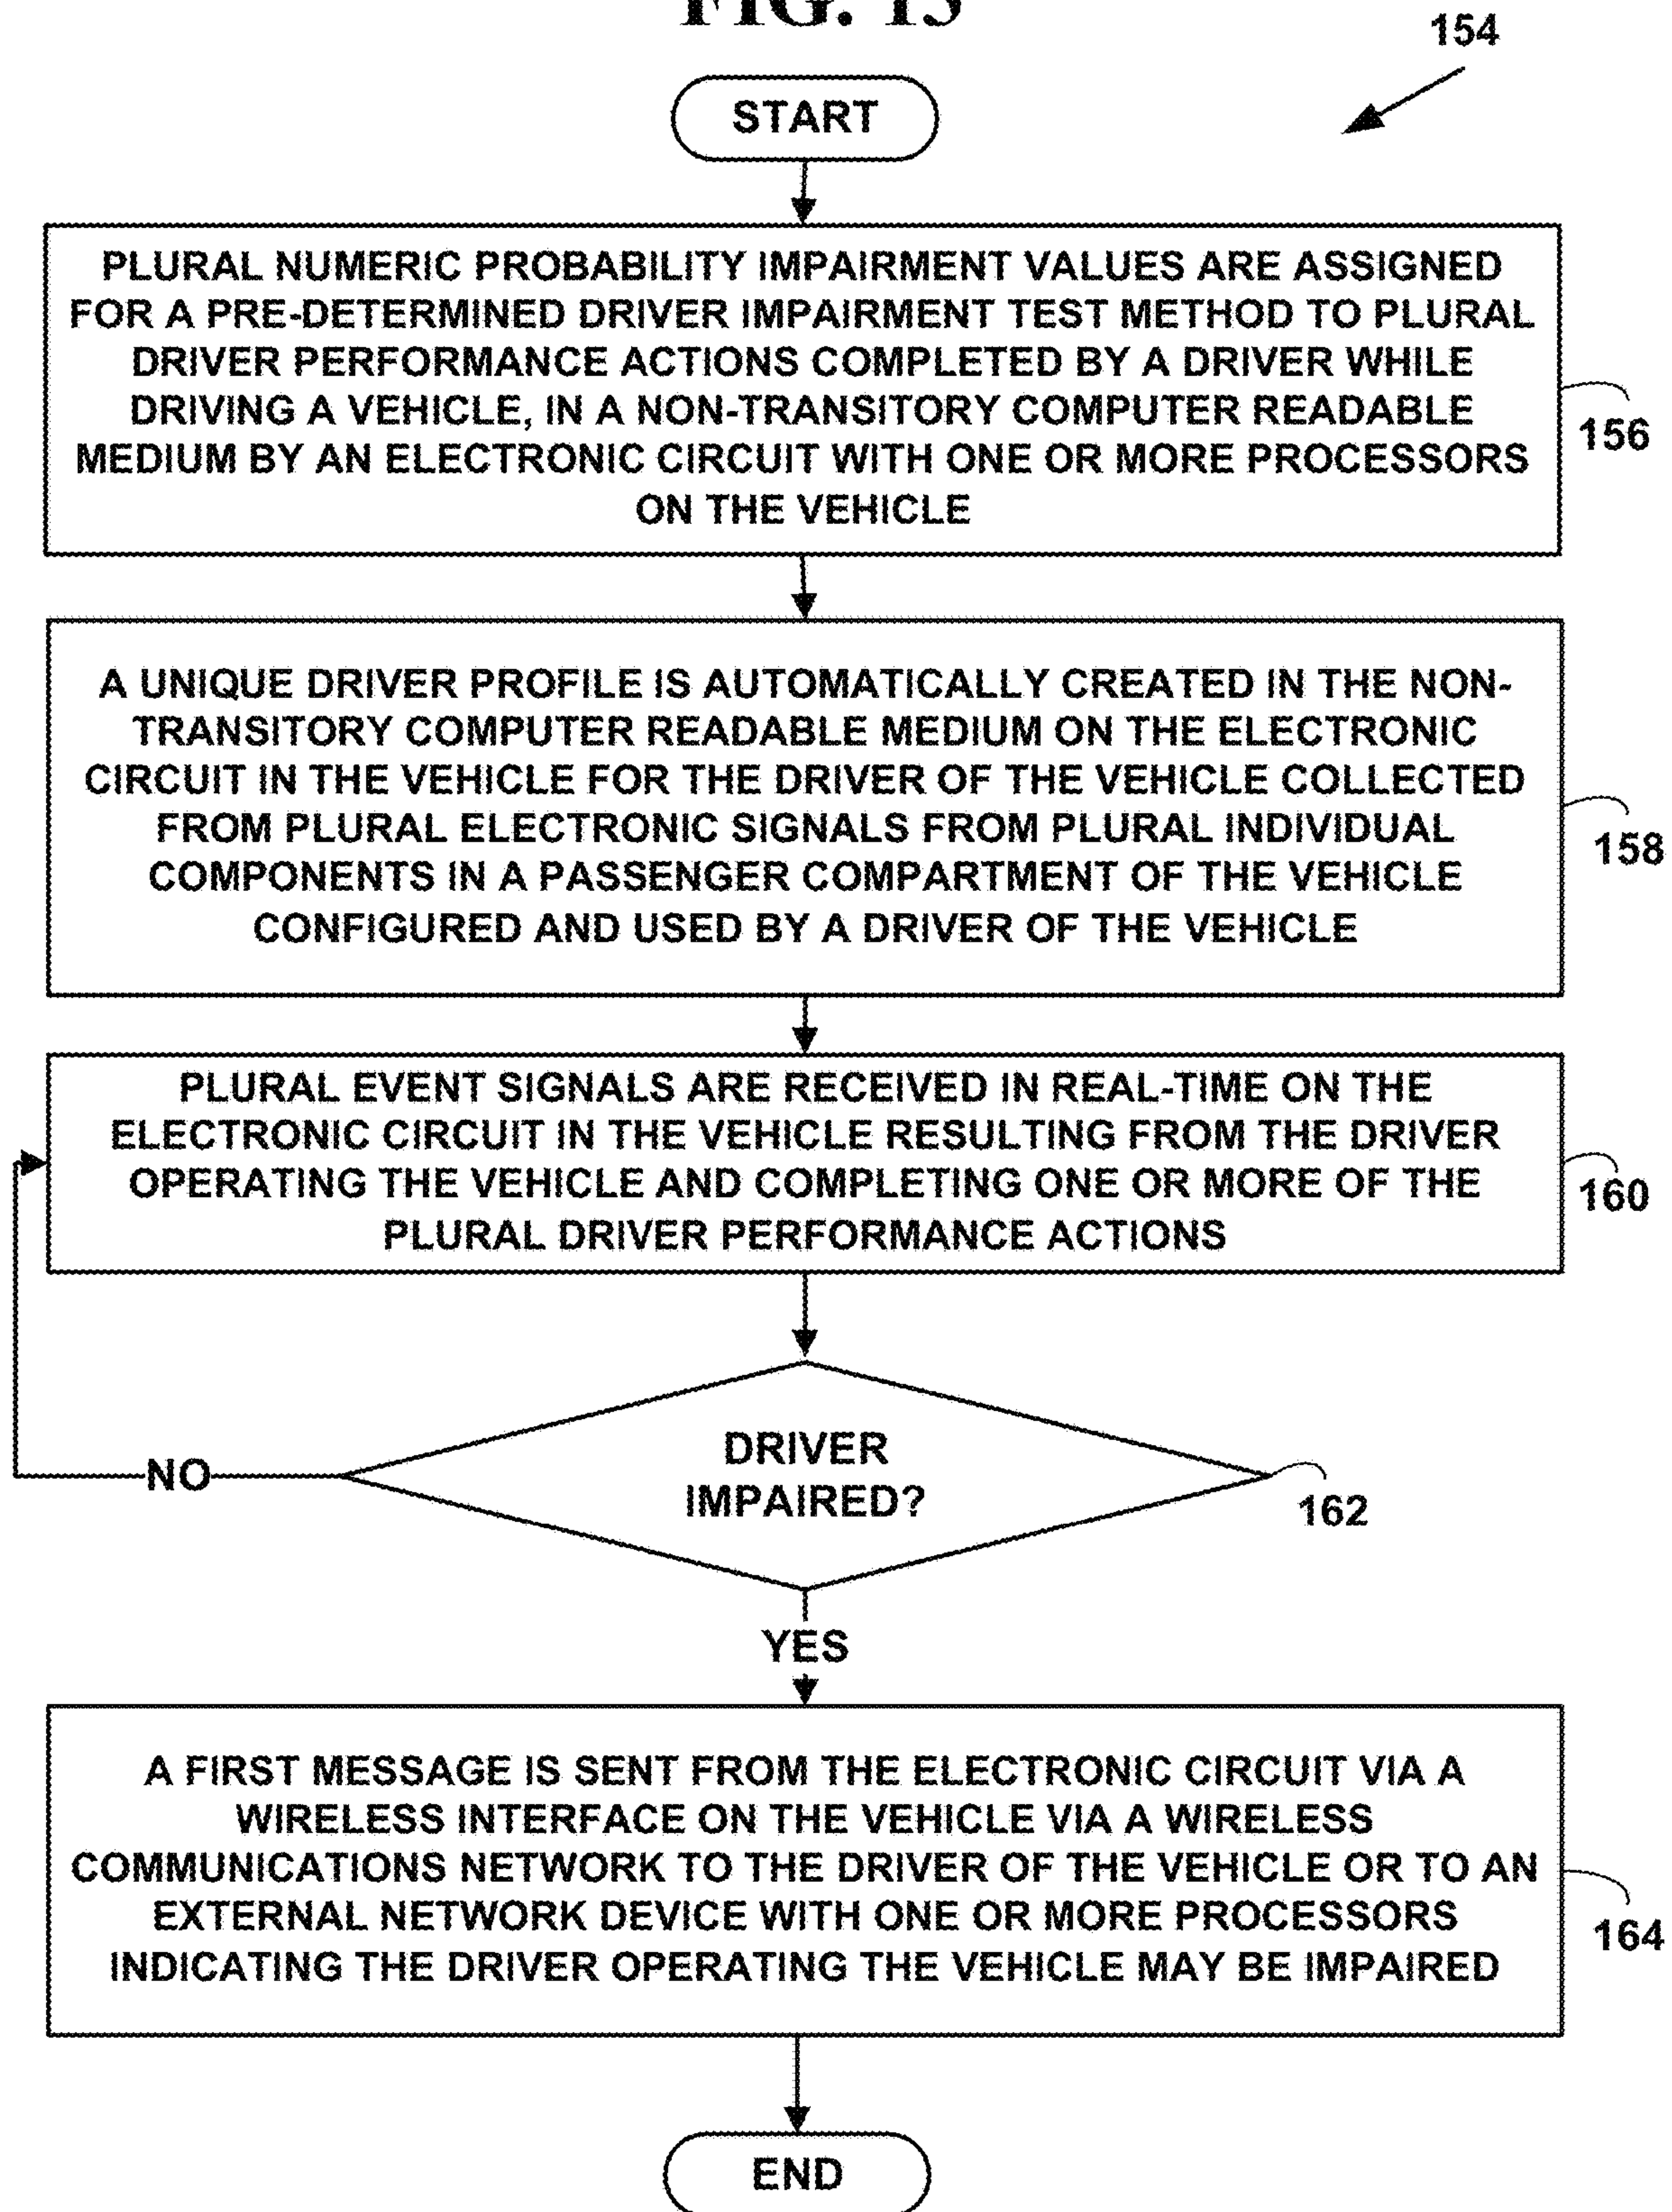 FIG. 13
154
START
PLURAL NUMERIC PROBABILITY IMPAIRMENT VALUES ARE ASSIGNED
FOR A PRE-DETERMINED DRIVER IMPAIRMENT TEST METHOD TO PLURAL
DRIVER PERFORMANCE ACTIONS COMPLETED BY A DRIVER WHILE
DRIVING A VEHICLE, IN A NON-TRANSITORY COMPUTER READABLE
MEDIUM BY AN ELECTRONIC CIRCUIT WITH ONE OR MORE PROCESSORS
ON THE VEHICLE
156
A UNIQUE DRIVER PROFILE IS AUTOMATICALLY CREATED IN THE NON-
TRANSITORY COMPUTER READABLE MEDIUM ON THE ELECTRONIC
CIRCUIT IN THE VEHICLE FOR THE DRIVER OF THE VEHICLE COLLECTED
FROM PLURAL ELECTRONIC SIGNALS FROM PLURAL INDIVIDUAL
COMPONENTS IN A PASSENGER COMPARTMENT OF THE VEHICLE
CONFIGURED AND USED BY A DRIVER OF THE VEHICLE
158
PLURAL EVENT SIGNALS ARE RECEIVED IN REAL-TIME ON THE
ELECTRONIC CIRCUIT IN THE VEHICLE RESULTING FROM THE DRIVER
OPERATING THE VEHICLE AND COMPLETING ONE OR MORE OF THE
PLURAL DRIVER PERFORMANCE ACTIONS
160
DRIVER
IMPAIRED?
NO
162
YES
A FIRST MESSAGE IS SENT FROM THE ELECTRONIC CIRCUIT VIA A
WIRELESS INTERFACE ON THE VEHICLE VIA A WIRELESS
COMMUNICATIONS NETWORK TO THE DRIVER OF THE VEHICLE OR TO AN
EXTERNAL NETWORK DEVICE WITH ONE OR MORE PROCESSORS
INDICATING THE DRIVER OPERATING THE VEHICLE MAY BE IMPAIRED
164
END